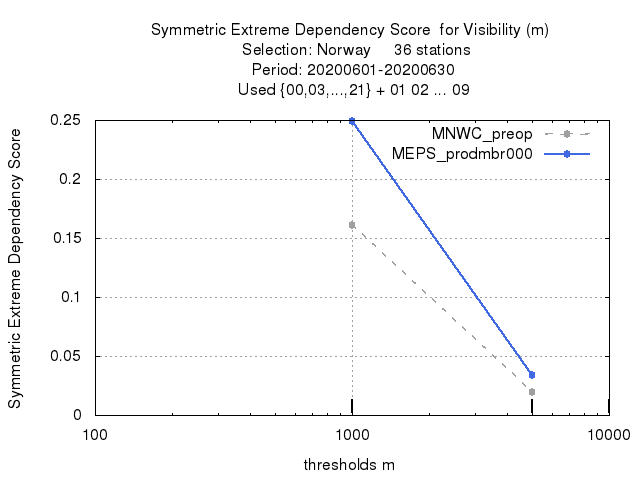 Symmetric Extreme Dependency Score  for Visibility (m)
Selection: Norway     36 stations
Period: 20200601-20200630
Used {00,03,...,21} + 01 02 ... 09
MNWC_preop
MEPS_prodmbr000
Symmetric Extreme Dependency Score
0.25
0.2
0.15
0.1
0.05
0
100
1000
10000
thresholds m